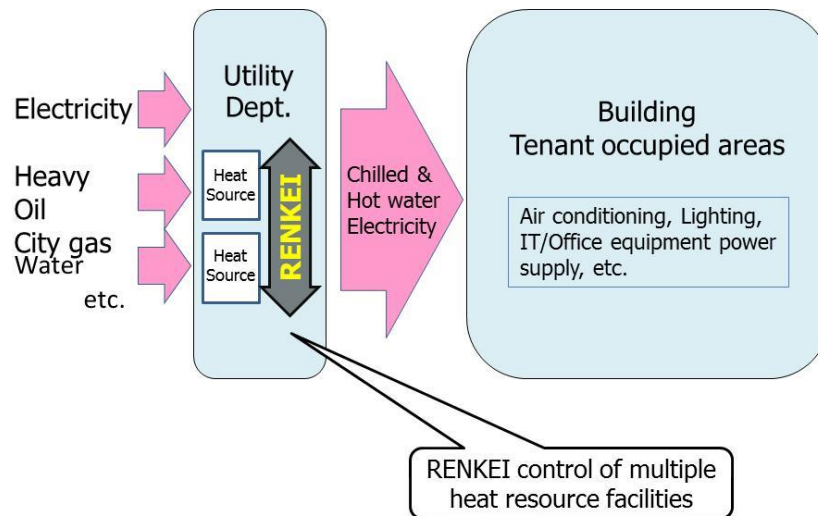 Electricity
Heavy
Oil
City gas
Water
etc.
Utility
Dept.
Heat
Source
Heat
Source
RENKEI
Chilled &
Hot water
Electricity
Building
Tenant occupied areas
Air conditioning, Lighting,
IT/Office equipment power
supply, etc.
RENKEI control of multiple
heat resource facilities